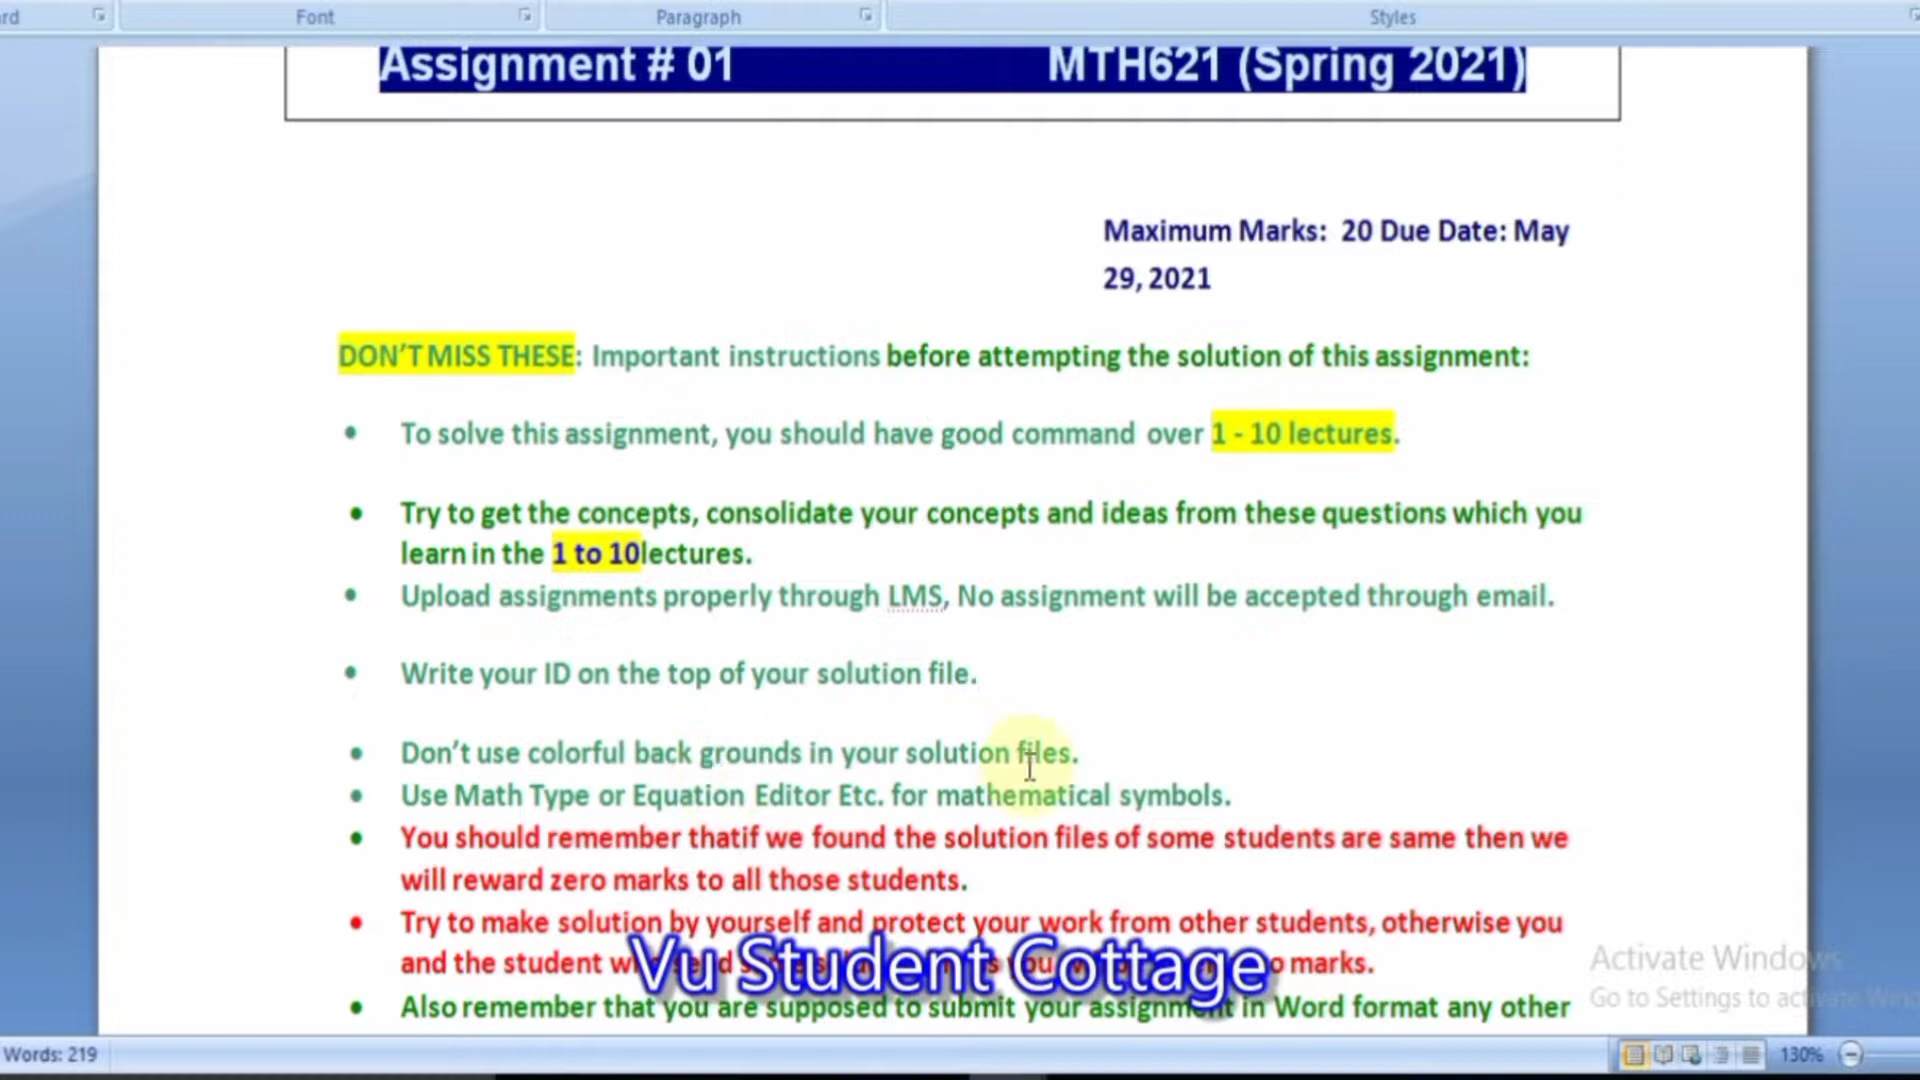 rd Font Paragraph Styles
Assignment # 01 MTH621 (Spring 2021)
Maximum Marks: 20 Due Date: May
29, 2021
DON’T MISS THESE: Important instructions before attempting the solution of this assignment:
• To solve this assignment, you should have good command over 1 - 10 lectures.
• Try to get the concepts, consolidate your concepts and ideas from these questions which you
learn in the 1 to 10lectures.
• Upload assignments properly through LMS, No assignment will be accepted through email.
• Write your ID on the top of your solution file.
• Don’t use colorful back grounds in your solution files.
• Use Math Type or Equation Editor Etc. for mathematical symbols.
• You should remember thatif we found the solution files of some students are same then we
will reward zero marks to all those students.
• Try to make solution by yourself and protect your work from other students, otherwise you
and the student marks.
Vu Student Cottage
• Also remember that you are supposed to submit your assignment in Word format any other
Activate Windows
Go to Settings to activate Wind
Words: 219 130%